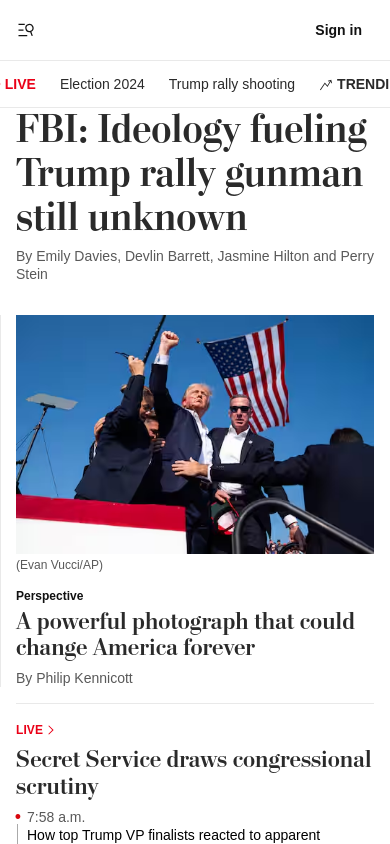 Sign in
LIVE Election 2024 Trump rally shooting TRENDI
FBI: Ideology fueling
Trump rally gunman
still unknown
By Emily Davies, Devlin Barrett, Jasmine Hilton and Perry
Stein
(Evan Vucci/AP)
Perspective
A powerful photograph that could
change America forever
By Philip Kennicott
LIVE
Secret Service draws congressional
scrutiny
7:58 a.m.
How top Trump VP finalists reacted to apparent